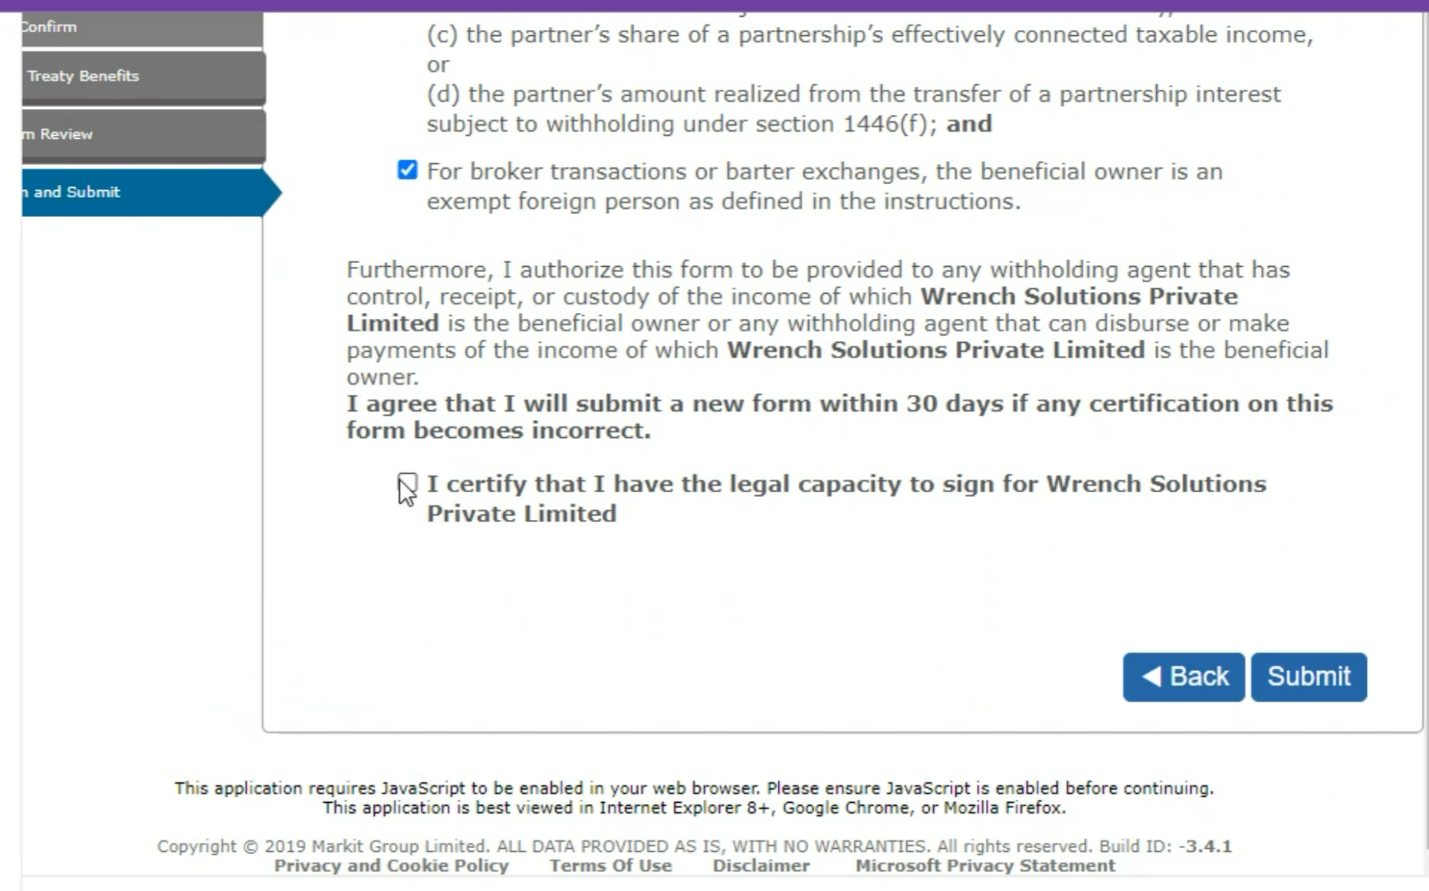 Confirm
Treaty Benefits
m Review
n and Submit
(c) the partner’s share of a partnership’s effectively connected taxable income,
or
(d) the partner’s amount realized from the transfer of a partnership interest
subject to withholding under section 1446(f); and
For broker transactions or barter exchanges, the beneficial owner is an
exempt foreign person as defined in the instructions.
Furthermore, I authorize this form to be provided to any withholding agent that has
control, receipt, or custody of the income of which Wrench Solutions Private
Limited is the beneficial owner or any withholding agent that can disburse or make
payments of the income of which Wrench Solutions Private Limited is the beneficial
owner.
I agree that I will submit a new form within 30 days if any certification on this
form becomes incorrect.
I certify that I have the legal capacity to sign for Wrench Solutions
Private Limited
Back Submit
This application requires JavaScript to be enabled in your web browser. Please ensure JavaScript is enabled before continuing.
This application is best viewed in Internet Explorer 8+, Google Chrome, or Mozilla Firefox.
Copyright © 2019 Markit Group Limited. ALL DATA PROVIDED AS IS, WITH NO WARRANTIES. All rights reserved. Build ID: -3.4.1
Privacy and Cookie Policy Terms Of Use Disclaimer Microsoft Privacy Statement